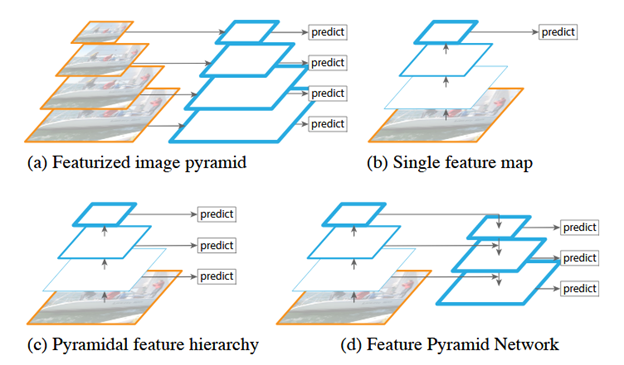 predict
predict
predict
predict
(a) Featurized image pyramid
predict
(b) Single feature map
predict
predict
predict
(c) Pyramidal feature hierarchy
predict
predict
predict
(d) Feature Pyramid Network